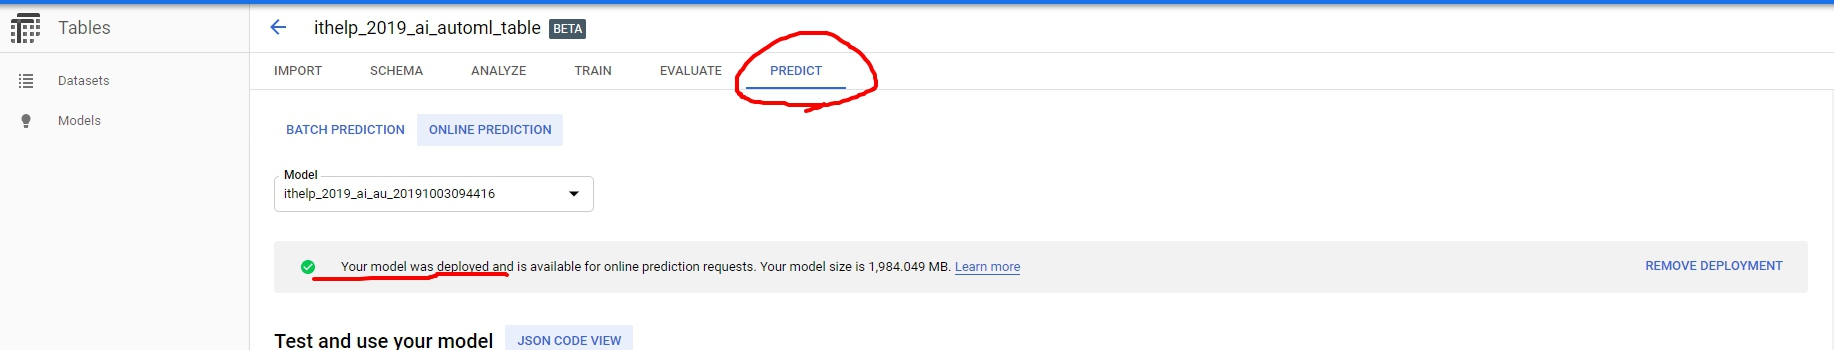 Tables
ithelp_2019_ai_automl_table BETA
IMPORT SCHEMA ANALYZE TRAIN EVALUATE PREDICT
Datasets
Models
BATCH PREDICTION ONLINE PREDICTION
Model
ithelp_2019_ai_au_20191003094416
Your model was deployed and is available for online prediction requests. Your model size is 1,984.049 MB. Learn more
REMOVE DEPLOYMENT
Test and use your model JSON CODE VIEW